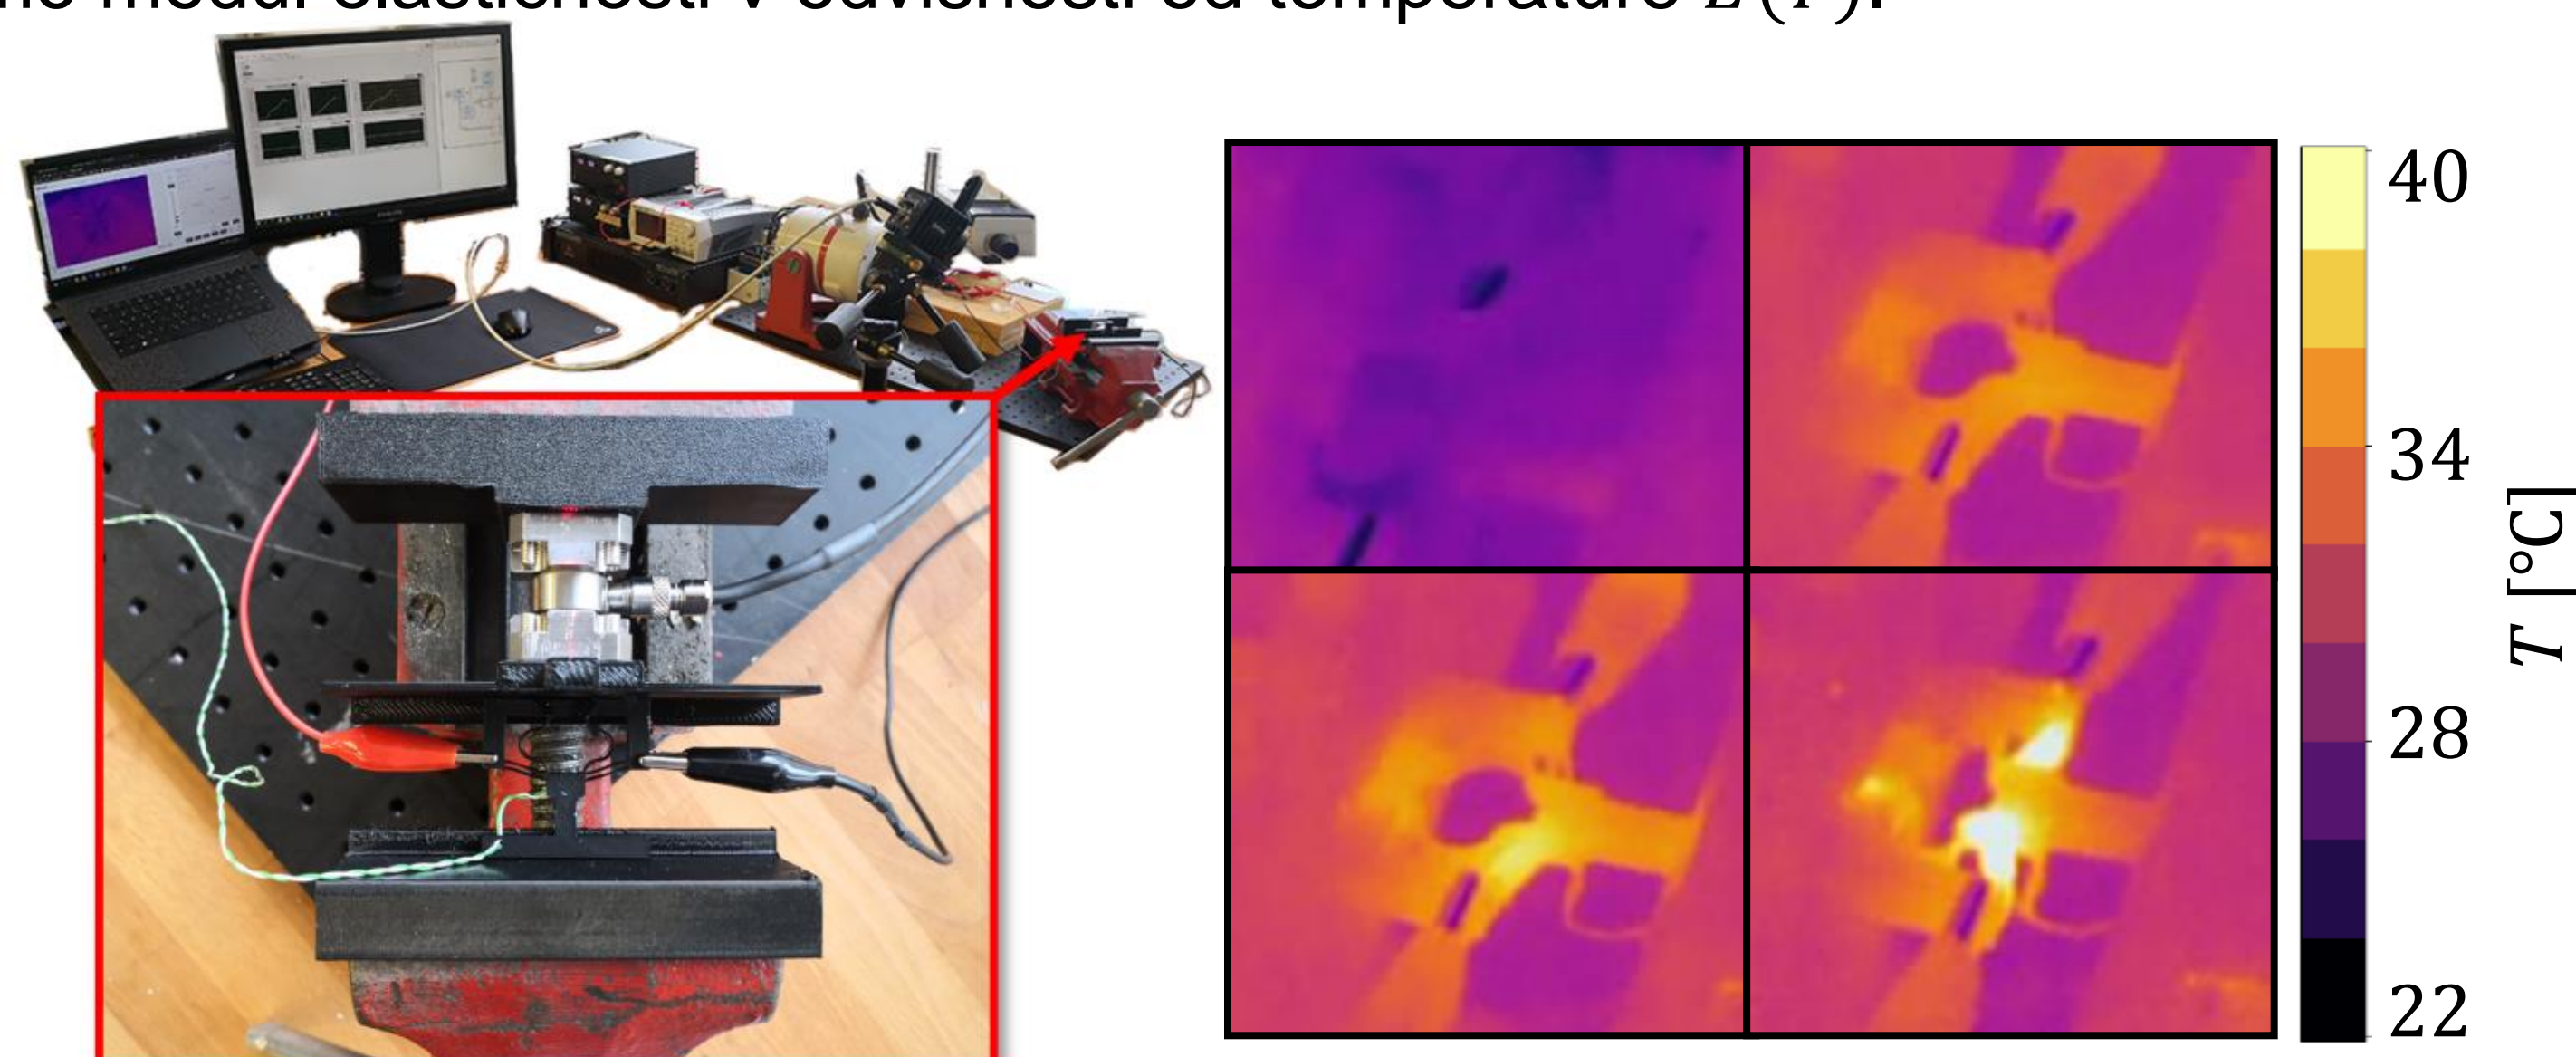 modul elastičnosti v odvisnosti od temperature E(T).
40
34
28
22
T [°C]